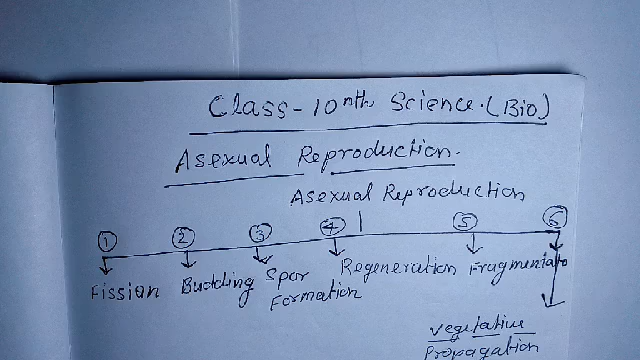 Class-10nth Science.(Bio)
Asexual Reproduction.
Asexual Reproduction
1 2 3 4 5 6
Fissian Budding Spor Formation Regeneration Fragmentatio
vegetative
Propagation